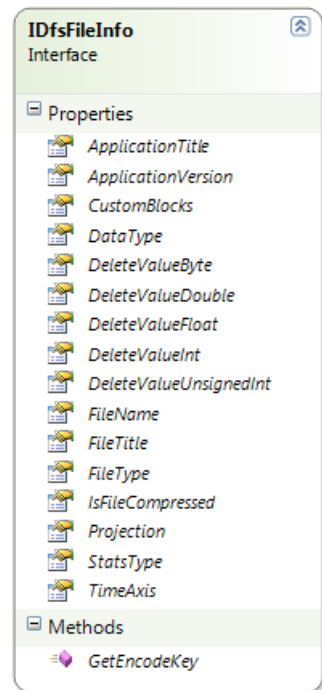 IDfsFileInfo
Interface
Properties
ApplicationTitle
ApplicationVersion
CustomBlocks
DataType
DeleteValueByte
DeleteValueDouble
DeleteValueFloat
DeleteValueInt
DeleteValueUnsignedInt
FileName
FileTitle
FileType
IsFileCompressed
Projection
StatsType
TimeAxis
Methods
GetEncodeKey